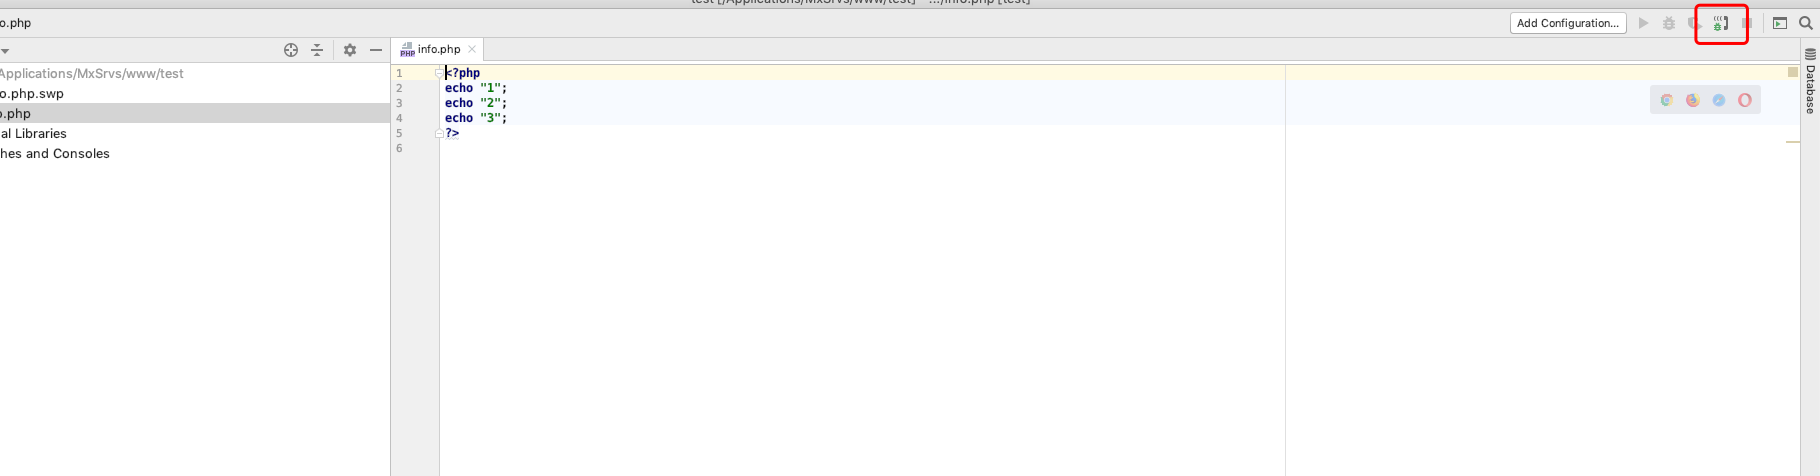 test [/Applications/MxSrvs/www/test] - .../info.php [test]
o.php
Add Configuration...
info.php
Applications/MxSrvs/www/test
o.php.swp
.php
al Libraries
hes and Consoles
1 <?php
2 echo "1";
3 echo "2";
4 echo "3";
5 ?>
6
Database